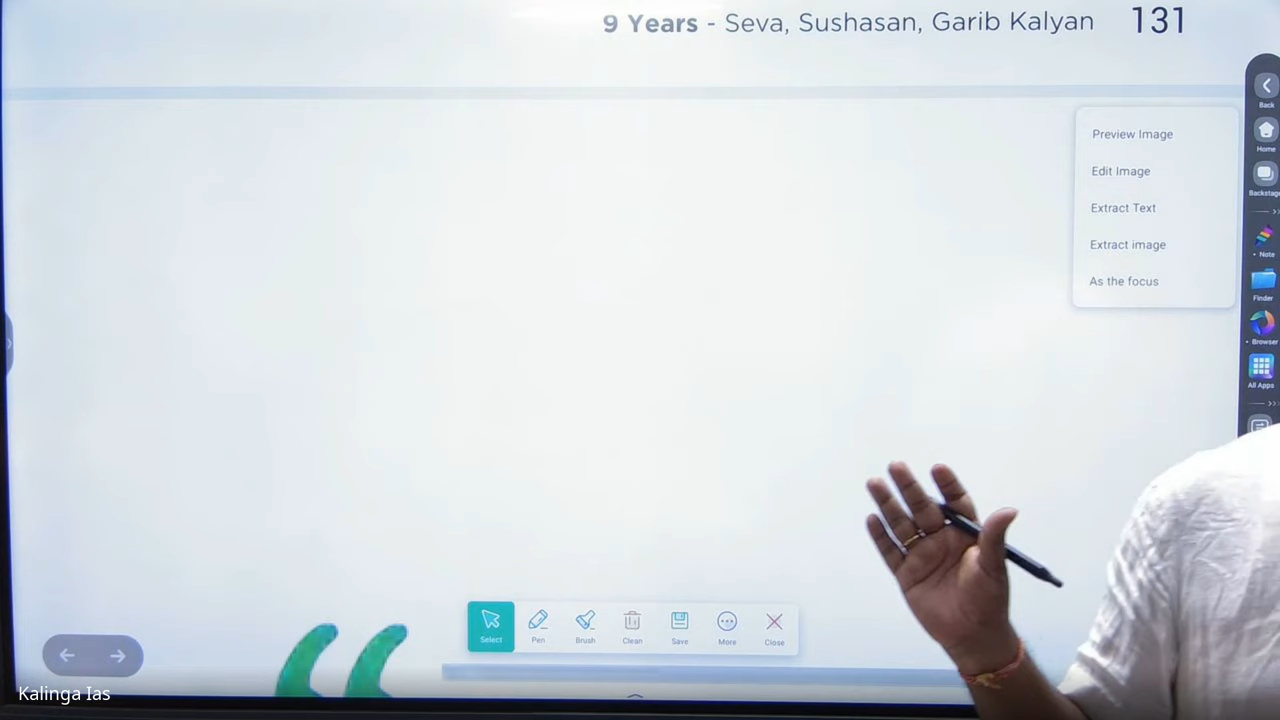 9 Years - Seva, Sushasan, Garib Kalyan 131
Back
Preview Image
Home
Edit Image
Backstage
Extract Text
Extract image
Note
As the focus
Finder
Browser
All Apps
Select
Pen
Brush
Clean
Save
More
Close
Kalinga Ias